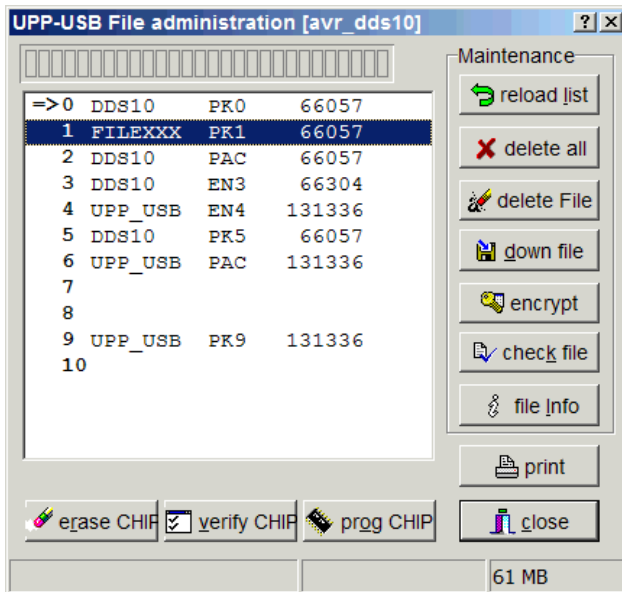 UPP-USB File administration [avr_dds10]
Maintenance
=>0 DDS10 PK0 66057
1 FILEXXX PK1 66057
2 DDS10 PAC 66057
3 DDS10 EN3 66304
4 UPP_USB EN4 131336
5 DDS10 PK5 66057
6 UPP_USB PAC 131336
7
8
9 UPP_USB PK9 131336
10
reload list
delete all
delete File
down file
encrypt
check file
file Info
print
erase CHIP verify CHIP prog CHIP close
61 MB